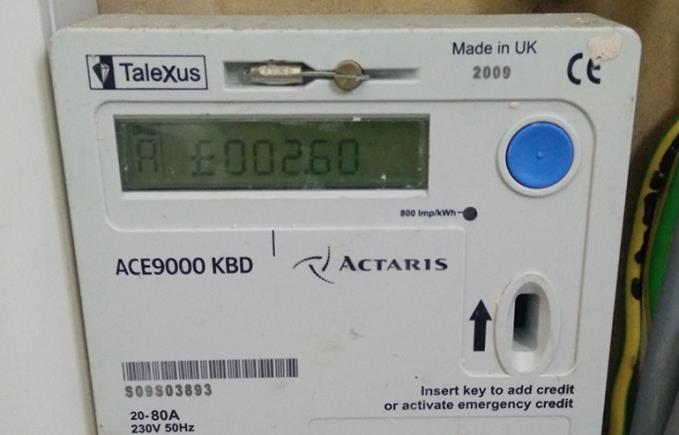 TaleXus
Made in UK
2009
CE
A £002.60
800 Imp/kWh
ACE9000 KBD
ACTARIS
S09S03893
20-80A
230V 50Hz
Insert key to add credit
or activate emergency credit